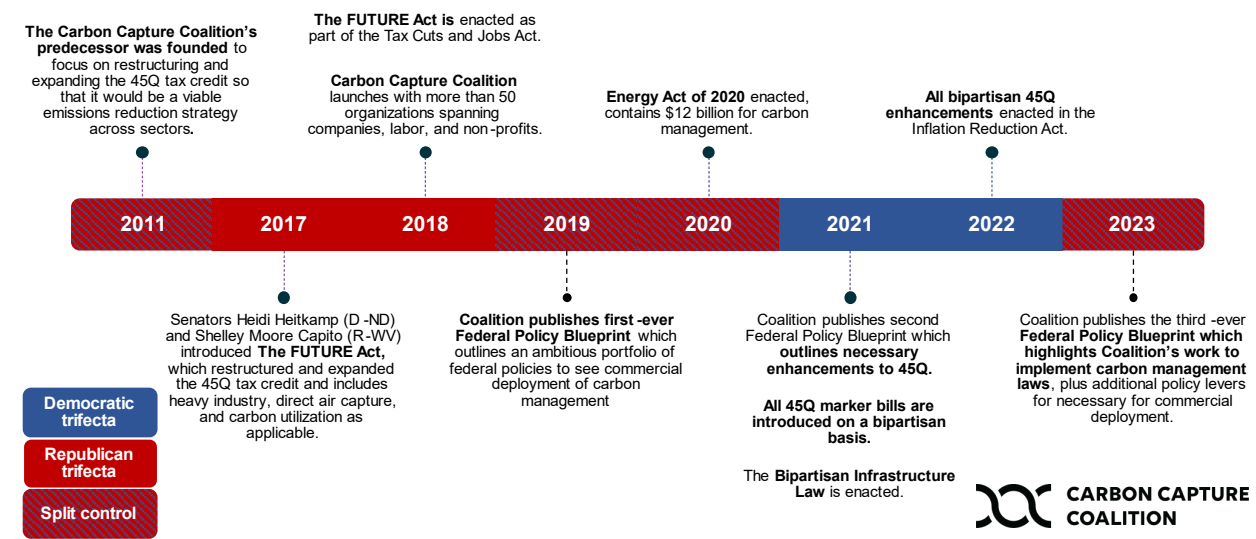 The Carbon Capture Coalition's
predecessor was founded to
focus on restructuring and
expanding the 45Q tax credit so
that it would be a viable
emissions reduction strategy
across sectors.
The FUTURE Act is enacted as
part of the Tax Cuts and Jobs Act.
Carbon Capture Coalition
launches with more than 50
organizations spanning
companies, labor, and non-profits.
Energy Act of 2020 enacted,
contains $12 billion for carbon
management.
All bipartisan 45Q
enhancements enacted in the
Inflation Reduction Act.
2011
2017
2018
2019
2020
2021
2022
2023
Senators Heidi Heitkamp (D -ND)
and Shelley Moore Capito (R-WV)
introduced The FUTURE Act,
which restructured and expanded
the 45Q tax credit and includes
heavy industry, direct air capture,
and carbon utilization as
applicable.
Coalition publishes first -ever
Federal Policy Blueprint which
outlines an ambitious portfolio of
federal policies to see commercial
deployment of carbon
management
Coalition publishes second
Federal Policy Blueprint which
outlines necessary
enhancements to 45Q.
All 45Q marker bills are
introduced on a bipartisan
basis.
The Bipartisan Infrastructure
Law is enacted.
Coalition publishes the third -ever
Federal Policy Blueprint which
highlights Coalition's work to
implement carbon management
laws, plus additional policy levers
for necessary for commercial
deployment.
Democratic
trifecta
Republican
trifecta
Split control
CARBON CAPTURE
COALITION